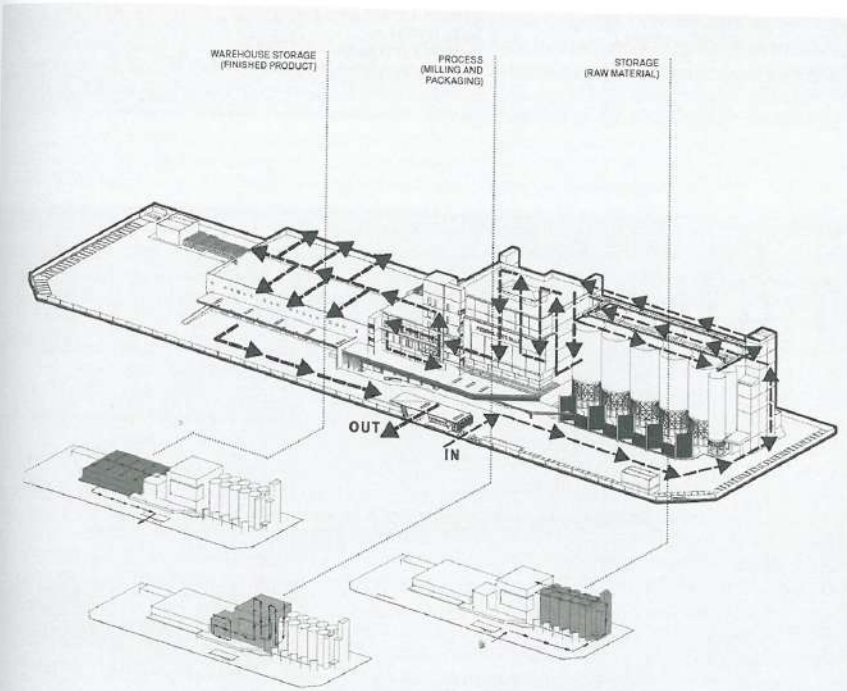 WAREHOUSE STORAGE
(FINISHED PRODUCT)
PROCESS
(MILLING AND
PACKAGING)
STORAGE
(RAW MATERIAL)
OUT
IN